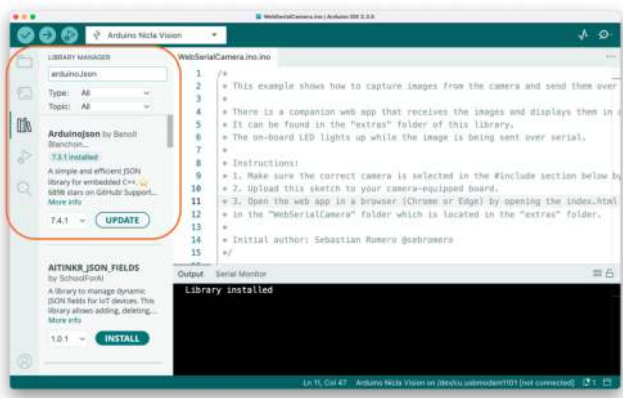 WebSerialCamera.ino.ino | Arduino IDE 2.3.6
Arduino Nicla Vision
LIBRARY MANAGER
arduinoJson
Type: All
Topic: All
ArduinoJson by Benoit
Blanchon...
7.3.1 installed
A simple and efficient JSON
library for embedded C++. ⭐
6898 stars on GitHub! Support...
More info
7.4.1
UPDATE
AITINKR_JSON_FIELDS
by SchoolForAI
A library to manage dynamic
JSON fields for IoT devices. This
library allows adding, deleting,...
More info
1.0.1
INSTALL
WebSerialCamera.ino.ino
1 /*
2 * This example shows how to capture images from the camera and send them over
3 *
4 * There is a companion web app that receives the images and displays them in a
5 * It can be found in the "extras" folder of this library.
6 * The on-board LED lights up while the image is being sent over serial.
7 *
8 * Instructions:
9 * 1. Make sure the correct camera is selected in the #include section below by
10 * 2. Upload this sketch to your camera-equipped board.
11 * 3. Open the web app in a browser (Chrome or Edge) by opening the index.html
12 * in the "WebSerialCamera" folder which is located in the "extras" folder.
13 *
14 * Initial author: Sebastian Romero @sebromero
15 */
Output Serial Monitor
Library installed
Ln 11, Col 47 Arduino Nicla Vision on /dev/cu.usbmodem1101 [not connected] 1